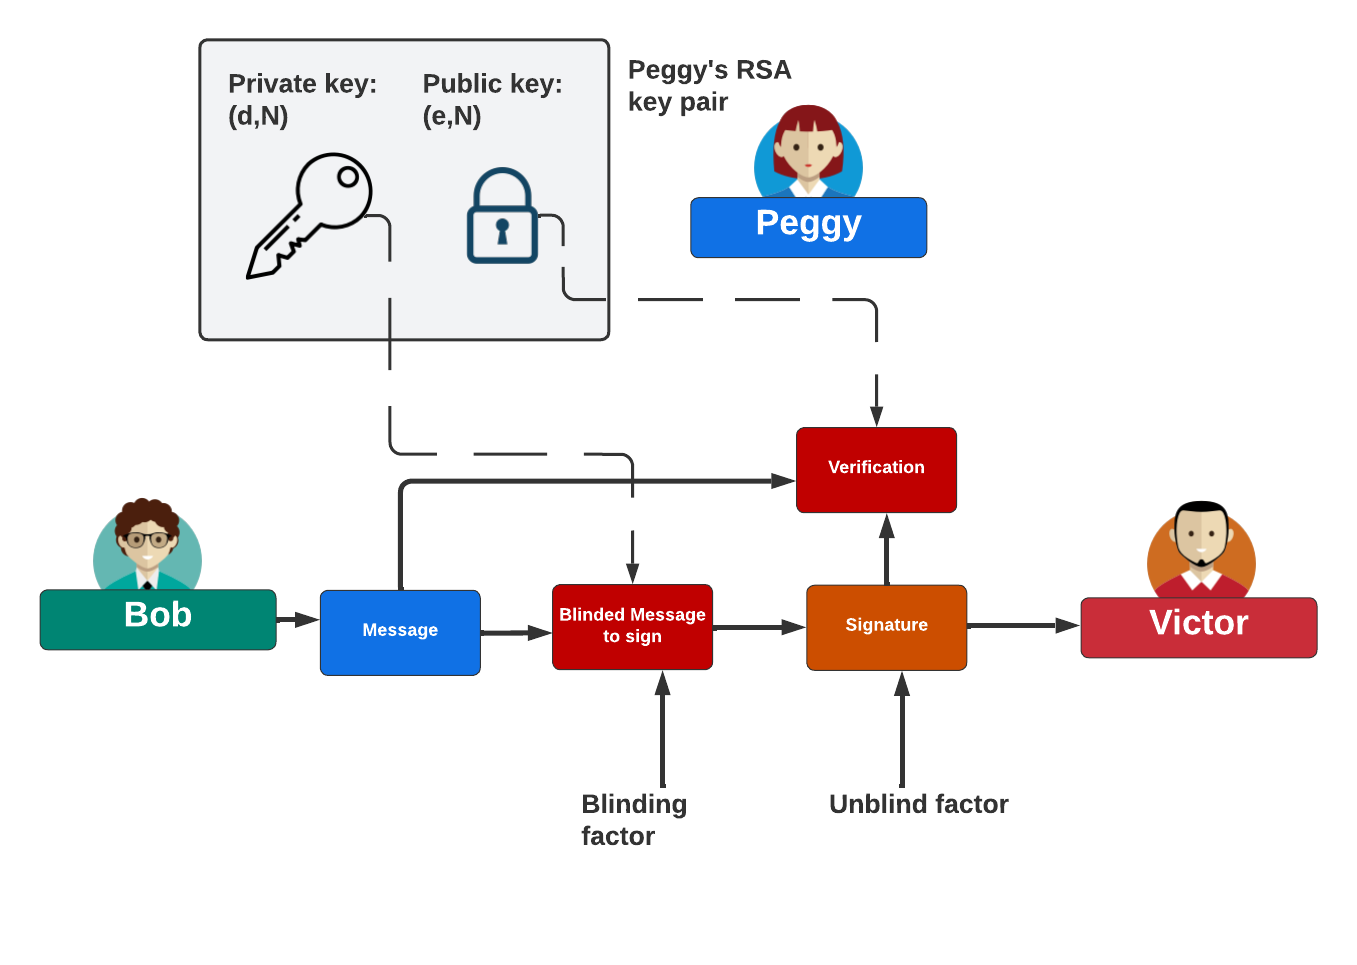 Private key:
(d,N)
Public key:
(e,N)
Peggy's RSA
key pair
Peggy
Verification
Bob
Message
Blinded Message
to sign
Signature
Victor
Blinding
factor
Unblind factor